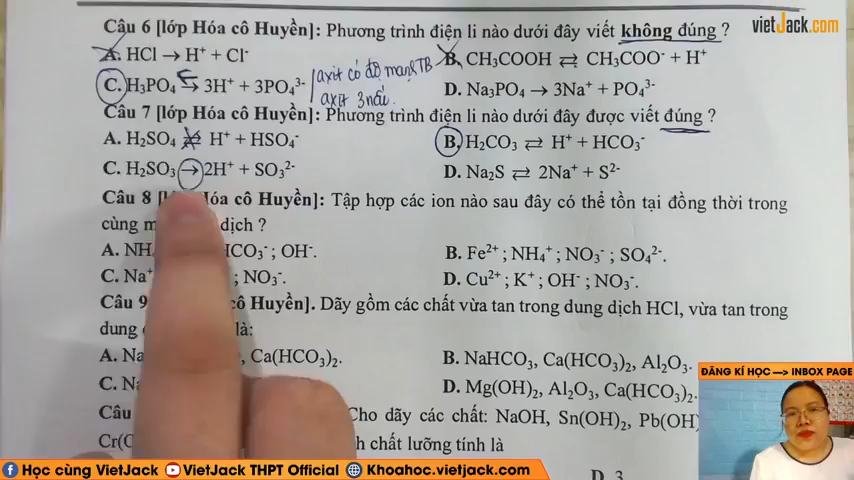 Câu 6 [lớp Hóa cô Huyền]: Phương trình điện li nào dưới đây viết không đúng ?
A. HCl → H⁺ + Cl⁻
B. CH₃COOH ⇄ CH₃COO⁻ + H⁺
C. H₃PO₄ ⇄ 3H⁺ + 3PO₄³⁻
axit có độ mạnh TB
axit 3 nấc.
D. Na₃PO₄ → 3Na⁺ + PO₄³⁻
Câu 7 [lớp Hóa cô Huyền]: Phương trình điện li nào dưới đây được viết đúng ?
A. H₂SO₄ ⇄ H⁺ + HSO₄⁻
B. H₂CO₃ ⇄ H⁺ + HCO₃⁻
C. H₂SO₃ → 2H⁺ + SO₃²⁻
D. Na₂S ⇄ 2Na⁺ + S²⁻
Câu 8 Hóa cô Huyền]: Tập hợp các ion nào sau đây có thể tồn tại đồng thời trong
cùng dịch ?
A. HCO₃⁻ ; OH⁻.
B. Fe²⁺ ; NH₄⁺ ; NO₃⁻ ; SO₄²⁻.
C. Na⁺ ; NO₃⁻.
D. Cu²⁺ ; K⁺ ; OH⁻ ; NO₃⁻.
Câu cô Huyền]. Dãy gồm các chất vừa tan trong dung dịch HCl, vừa tan trong
dung là:
A. , Ca(HCO₃)₂.
B. NaHCO₃, Ca(HCO₃)₂, Al₂O₃.
C.
D. Mg(OH)₂, Al₂O₃, Ca(HCO₃)₂.
Câu Cho dãy các chất: NaOH, Sn(OH)₂, Pb(OH)
chất lưỡng tính là
D. 3
vietJack.com
ĐĂNG KÍ HỌC —> INBOX PAGE
Học cùng VietJack VietJack THPT Official Khoahoc.vietjack.com